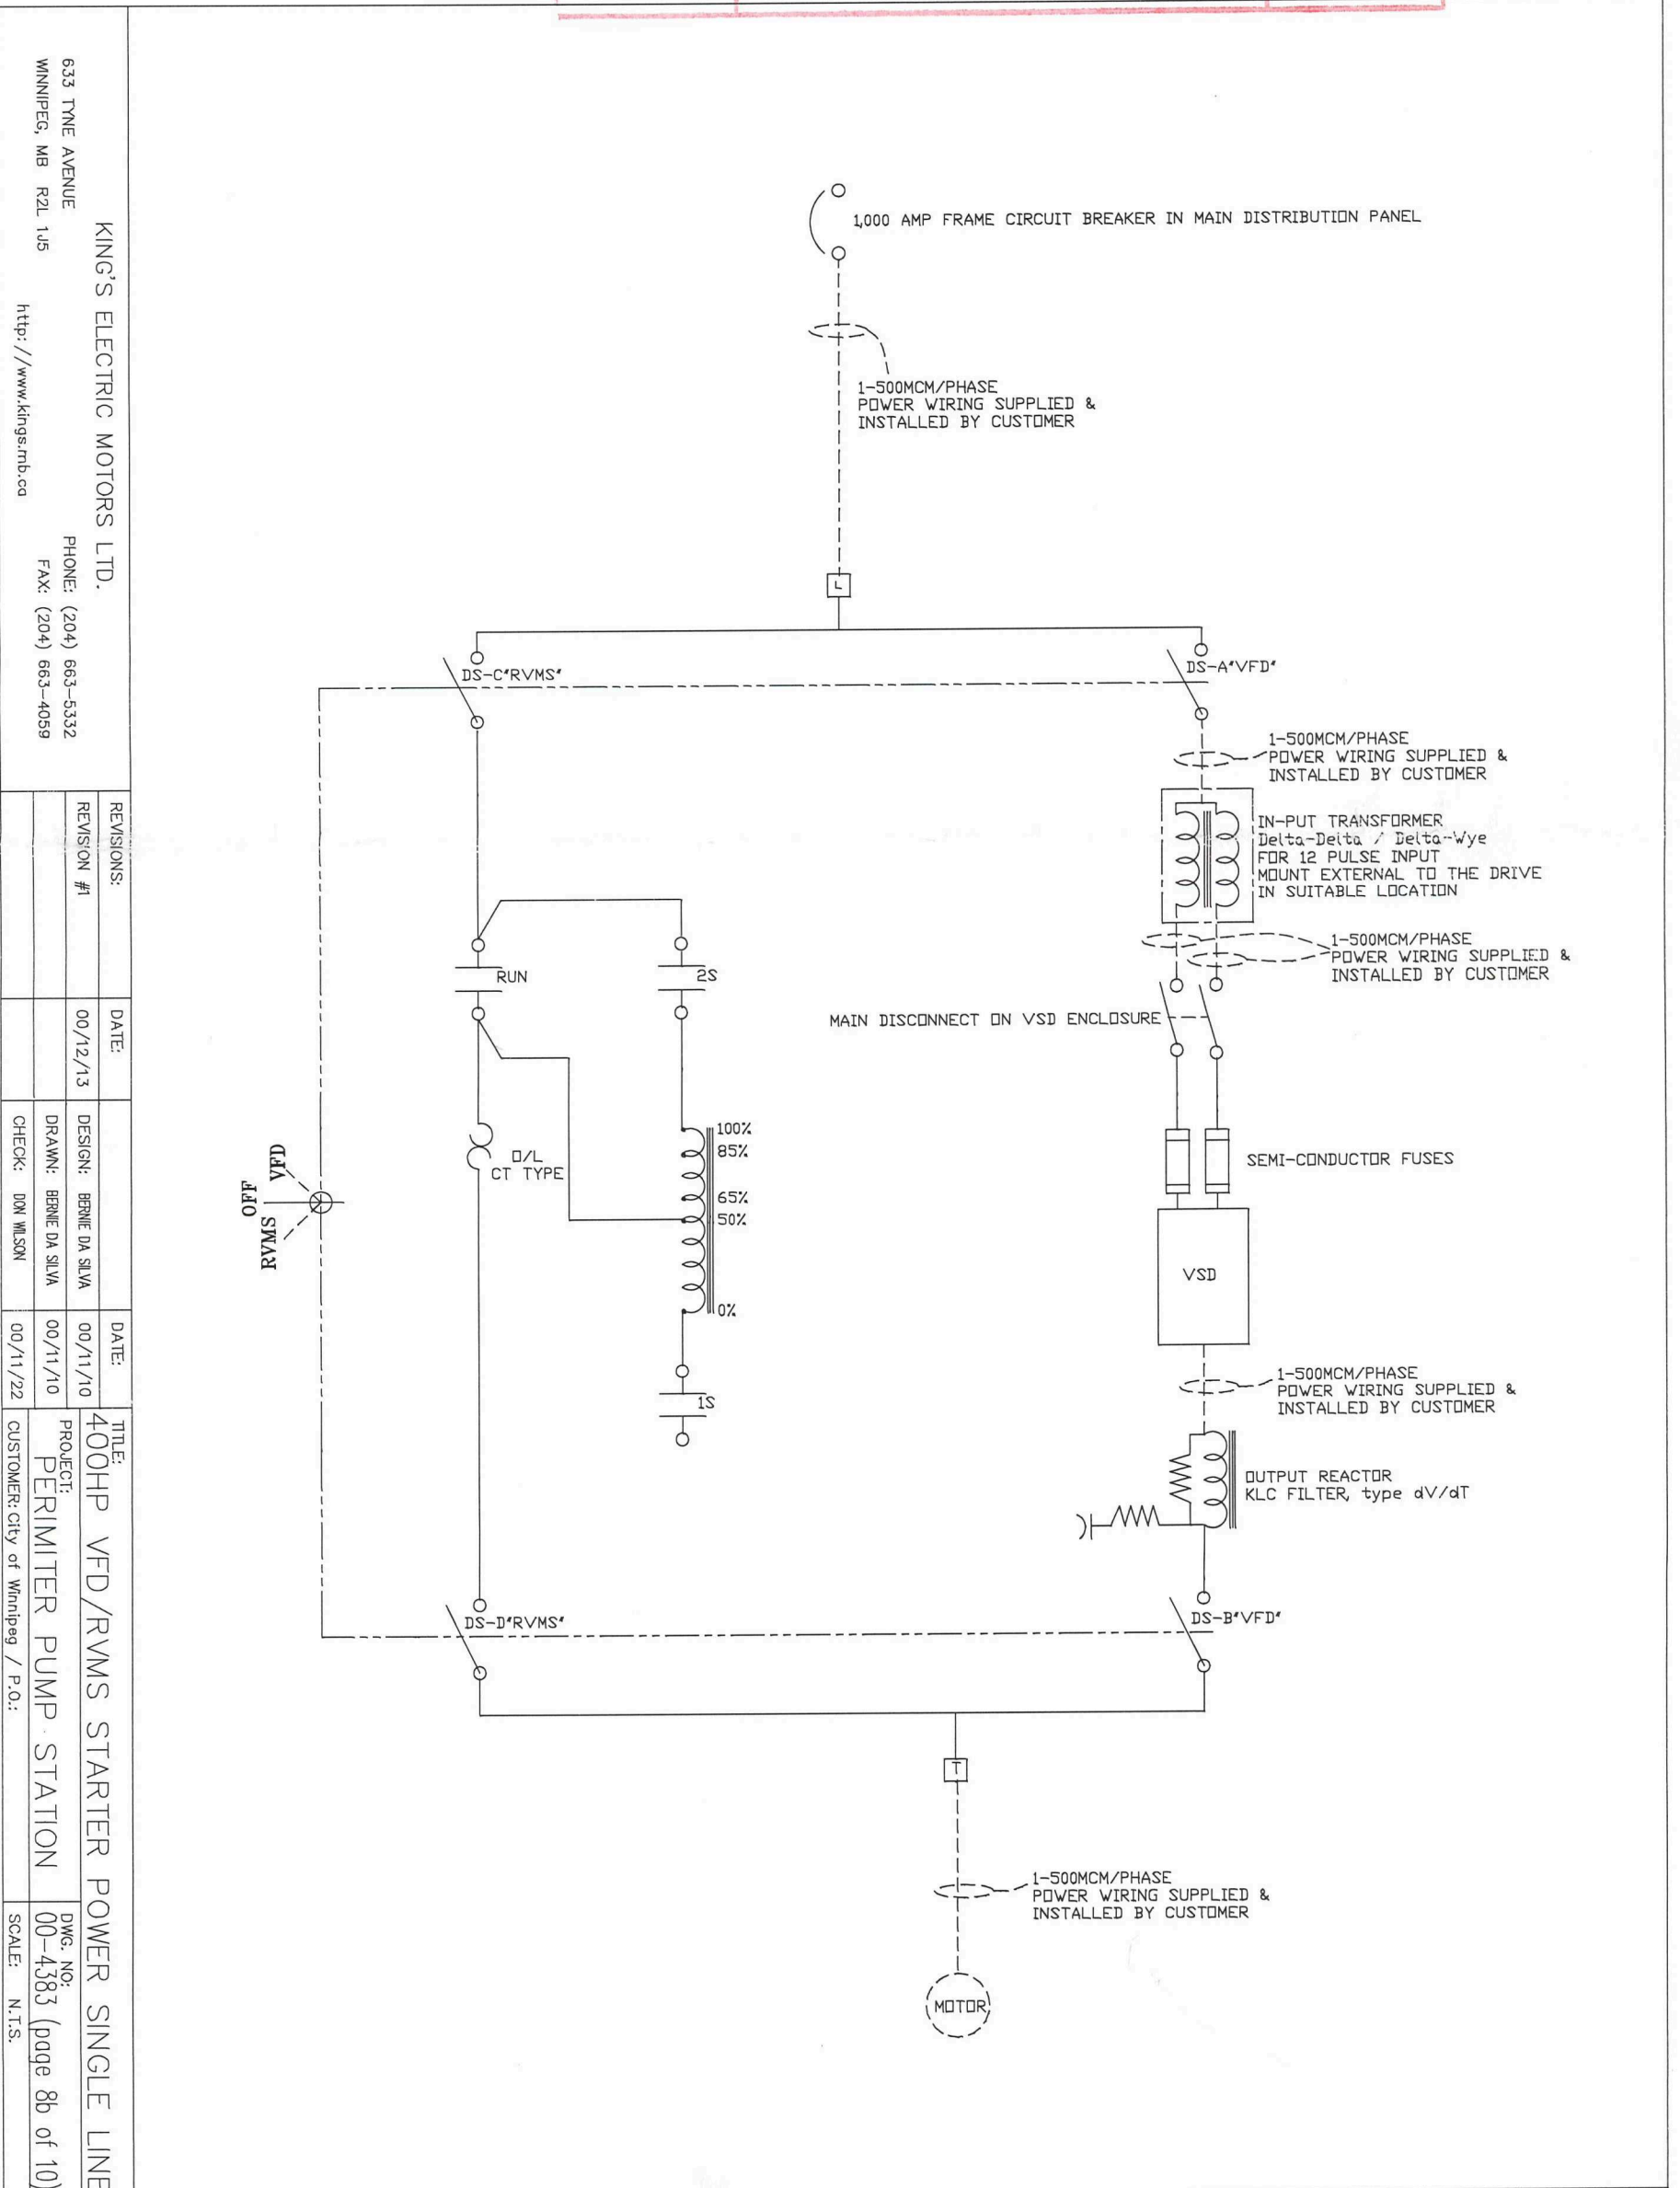 1,000 AMP FRAME CIRCUIT BREAKER IN MAIN DISTRIBUTION PANEL
1-500MCM/PHASE
POWER WIRING SUPPLIED &
INSTALLED BY CUSTOMER
L
DS-C"RVMS"
DS-A"VFD"
1-500MCM/PHASE
POWER WIRING SUPPLIED &
INSTALLED BY CUSTOMER
IN-PUT TRANSFORMER
Delta-Delta / Delta-Wye
FOR 12 PULSE INPUT
MOUNT EXTERNAL TO THE DRIVE
IN SUITABLE LOCATION
1-500MCM/PHASE
POWER WIRING SUPPLIED &
INSTALLED BY CUSTOMER
RUN
2S
MAIN DISCONNECT ON VSD ENCLOSURE
100%
85%
65%
50%
0%
O/L
CT TYPE
SEMI-CONDUCTOR FUSES
VFD
OFF
RVMS
VSD
1S
1-500MCM/PHASE
POWER WIRING SUPPLIED &
INSTALLED BY CUSTOMER
OUTPUT REACTOR
KLC FILTER, type dV/dT
DS-D"RVMS"
DS-B"VFD"
T
1-500MCM/PHASE
POWER WIRING SUPPLIED &
INSTALLED BY CUSTOMER
MOTOR
KING'S ELECTRIC MOTORS LTD.
633 TYNE AVENUE
WINNIPEG, MB R2L 1J5
PHONE: (204) 663-5332
FAX: (204) 663-4059
http://www.kings.mb.ca
REVISIONS:
DATE:
REVISION #1
00/12/13
DATE:
DESIGN: BERNIE DA SILVA
00/11/10
DRAWN: BERNIE DA SILVA
00/11/10
CHECK: DON WILSON
00/11/22
TITLE:
400HP VFD/RVMS STARTER POWER SINGLE LINE
PROJECT:
PERIMITER PUMP STATION
DWG. NO:
00-4383 (page 8b of 10)
CUSTOMER: City of Winnipeg / P.O.:
SCALE: N.T.S.